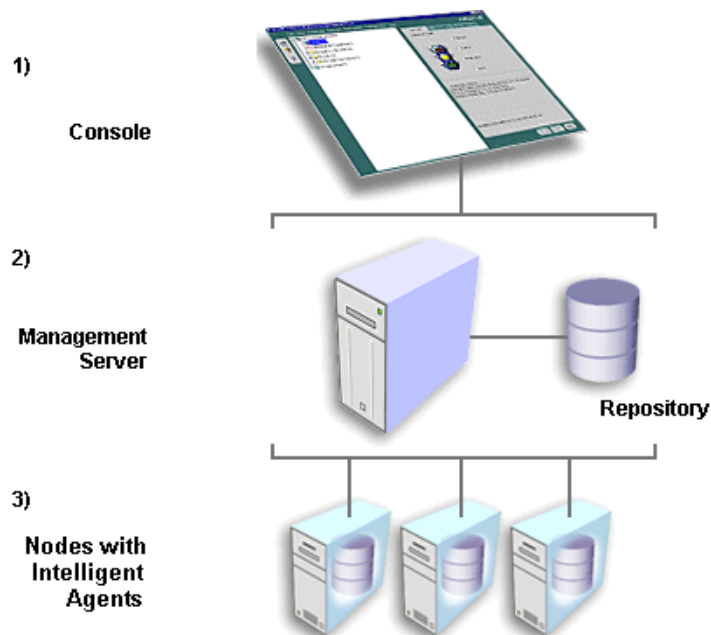 1)
Console
2)
Management
Server
Repository
3)
Nodes with
Intelligent
Agents